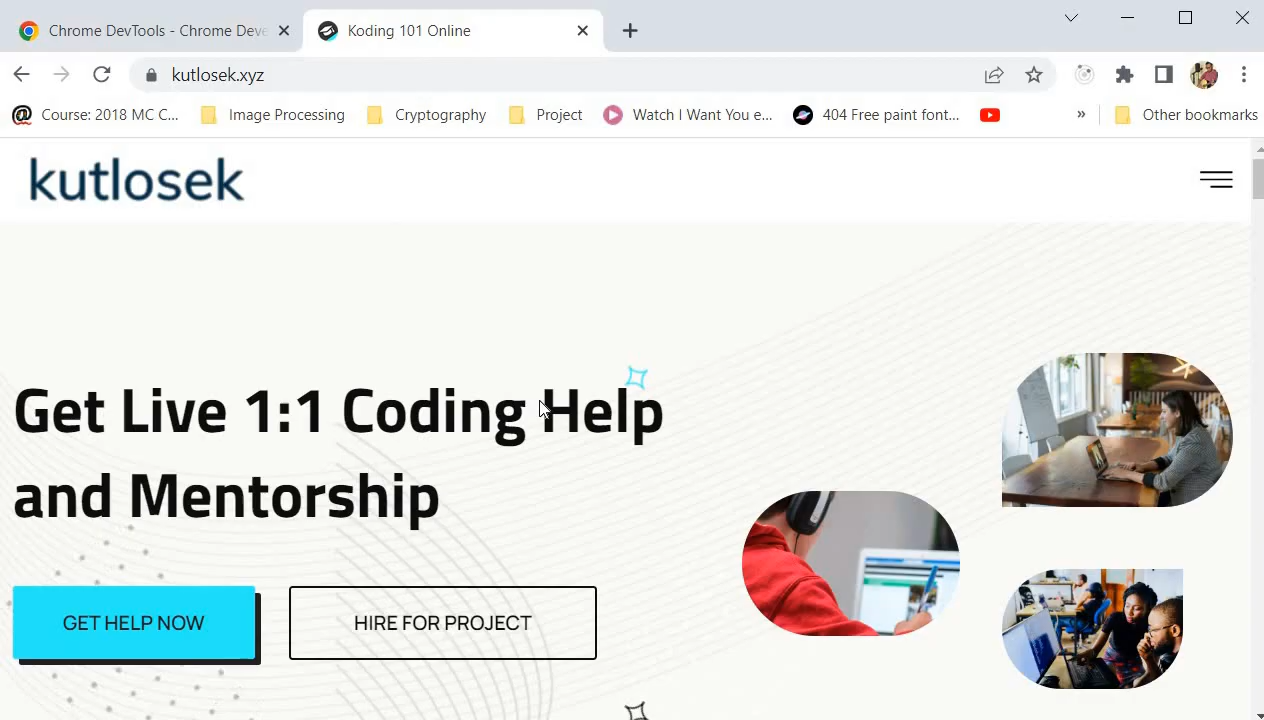 Chrome DevTools - Chrome Deve
Koding 101 Online
kutlosek.xyz
Course: 2018 MC C...
Image Processing
Cryptography
Project
Watch I Want You e...
404 Free paint font...
»
Other bookmarks
kutlosek
Get Live 1:1 Coding Help
and Mentorship
GET HELP NOW
HIRE FOR PROJECT